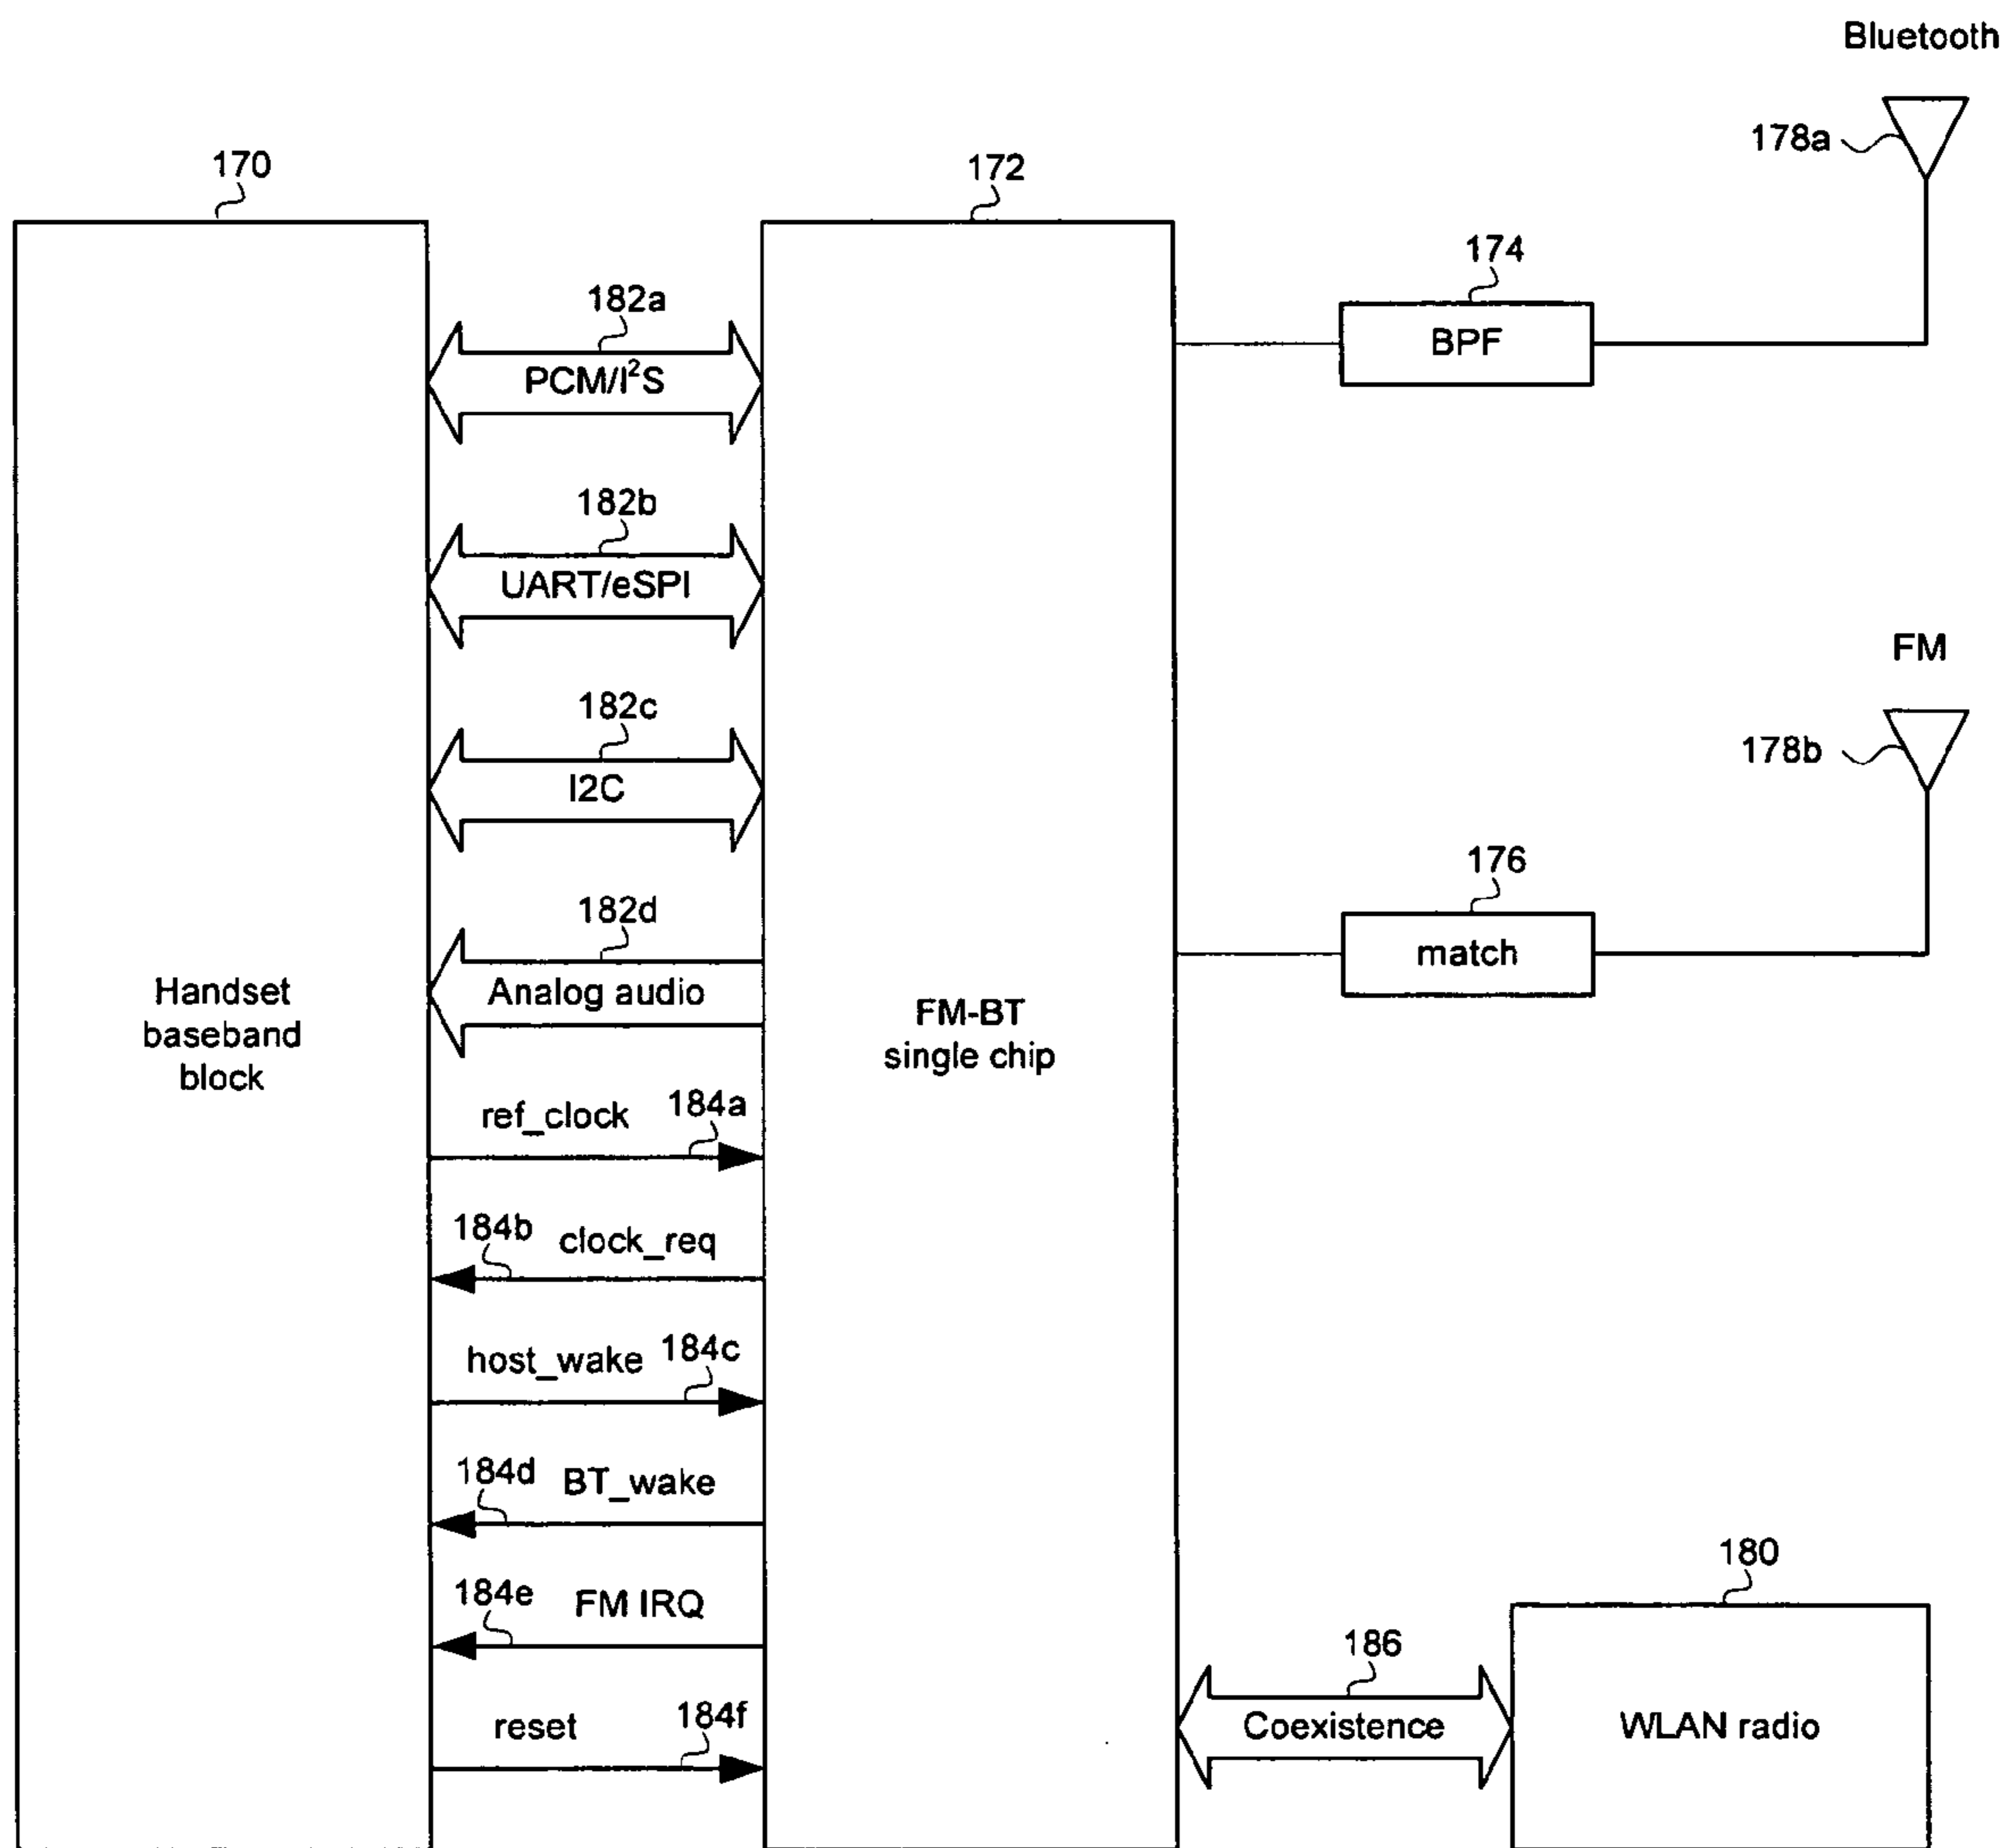 Bluetooth
178a
170
172
174
BPF
182a
PCM/I²S
182b
UART/eSPI
FM
178b
182c
I2C
176
match
182d
Analog audio
Handset
baseband
block
FM-BT
single chip
ref_clock 184a
184b clock_req
host_wake 184c
184d BT_wake
184e FM IRQ
reset 184f
180
186
Coexistence
WLAN radio